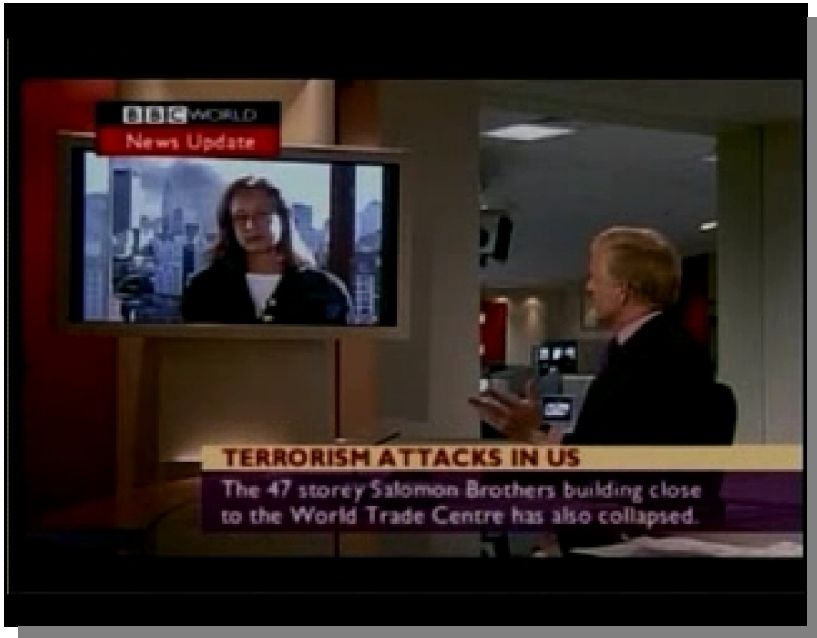 BBC WORLD
News Update
TERRORISM ATTACKS IN US
The 47 storey Salomon Brothers building close
to the World Trade Centre has also collapsed.